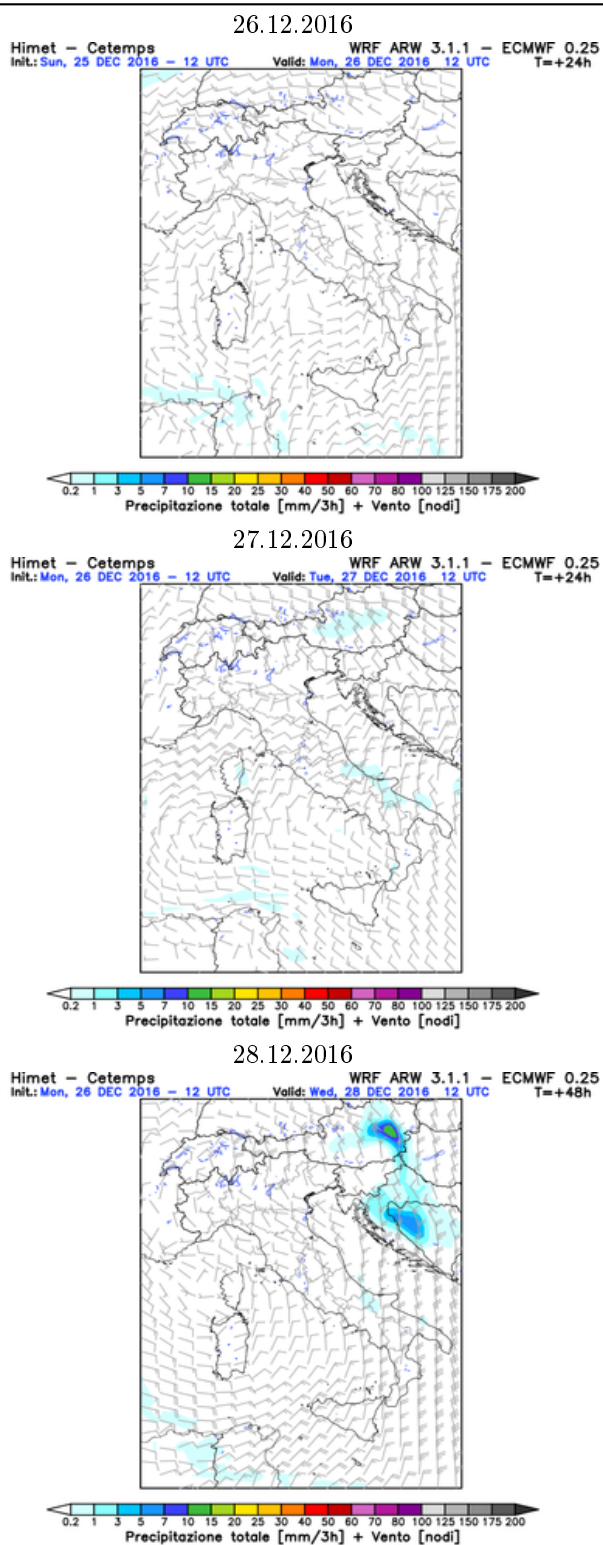 26.12.2016
Himet – Cetemps WRF ARW 3.1.1 – ECMWF 0.25
Init.: Sun, 25 DEC 2016 – 12 UTC Valid: Mon, 26 DEC 2016 12 UTC T=+24h
0.2 1 3 5 7 10 15 20 25 30 40 50 60 70 80 100 125 150 175 200
Precipitazione totale [mm/3h] + Vento [nodi]
27.12.2016
Himet – Cetemps WRF ARW 3.1.1 – ECMWF 0.25
Init.: Mon, 26 DEC 2016 – 12 UTC Valid: Tue, 27 DEC 2016 12 UTC T=+24h
0.2 1 3 5 7 10 15 20 25 30 40 50 60 70 80 100 125 150 175 200
Precipitazione totale [mm/3h] + Vento [nodi]
28.12.2016
Himet – Cetemps WRF ARW 3.1.1 – ECMWF 0.25
Init.: Mon, 26 DEC 2016 – 12 UTC Valid: Wed, 28 DEC 2016 12 UTC T=+48h
0.2 1 3 5 7 10 15 20 25 30 40 50 60 70 80 100 125 150 175 200
Precipitazione totale [mm/3h] + Vento [nodi]